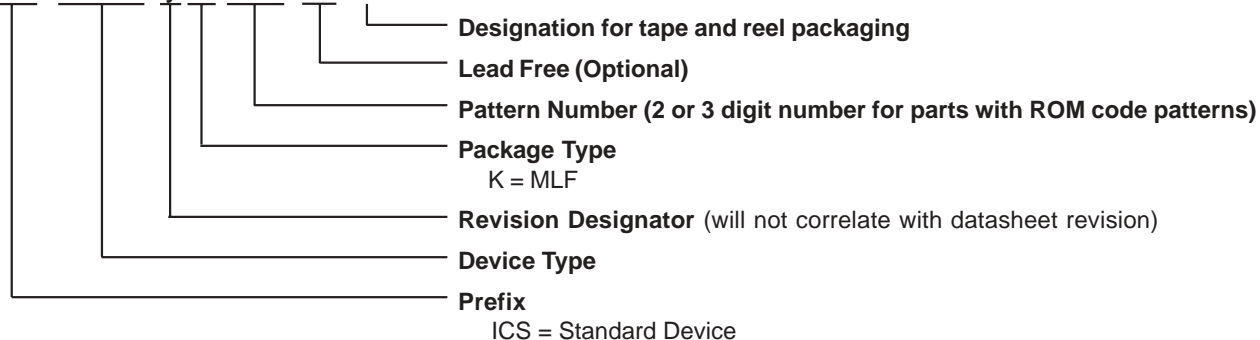 Designation for tape and reel packaging
Lead Free (Optional)
Pattern Number (2 or 3 digit number for parts with ROM code patterns)
Package Type
K = MLF
Revision Designator (will not correlate with datasheet revision)
Device Type
Prefix
ICS = Standard Device